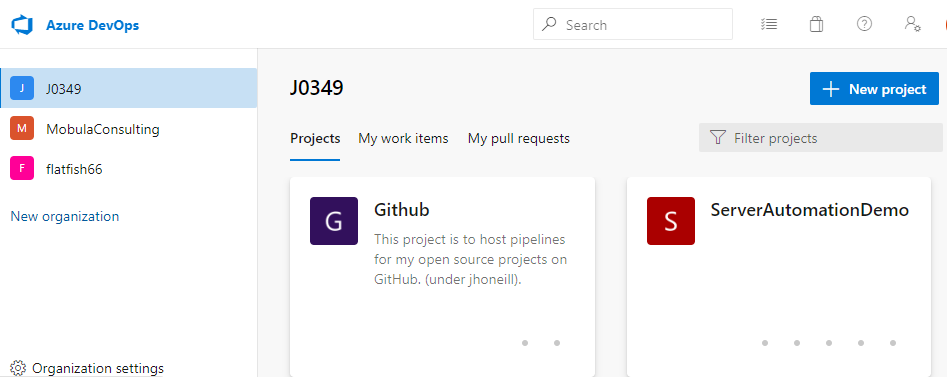 Azure DevOps
Search
J J0349
M MobulaConsulting
F flatfish66
New organization
Organization settings
J0349
New project
Projects My work items My pull requests
Filter projects
G
Github
This project is to host pipelines
for my open source projects on
GitHub. (under jhoneill).
S
ServerAutomationDemo